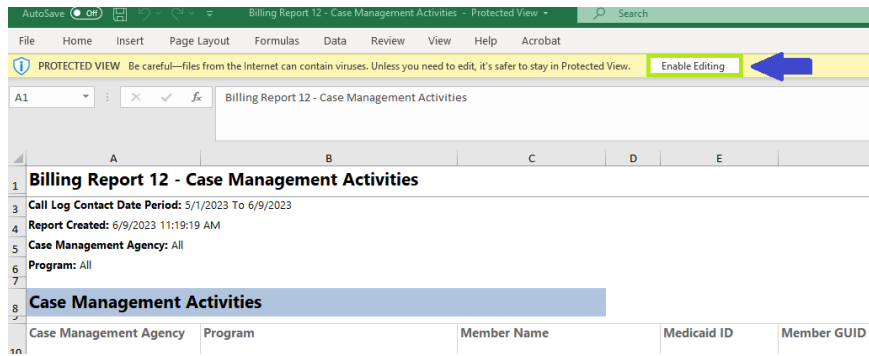 AutoSave Off Billing Report 12 - Case Management Activities - Protected View Search
File Home Insert Page Layout Formulas Data Review View Help Acrobat
PROTECTED VIEW Be careful—files from the Internet can contain viruses. Unless you need to edit, it's safer to stay in Protected View. Enable Editing
A1 fx Billing Report 12 - Case Management Activities
A B C D E
1 Billing Report 12 - Case Management Activities
3 Call Log Contact Date Period: 5/1/2023 To 6/9/2023
4 Report Created: 6/9/2023 11:19:19 AM
5 Case Management Agency: All
6 Program: All
7
8 Case Management Activities
9
Case Management Agency Program Member Name Medicaid ID Member GUID
10